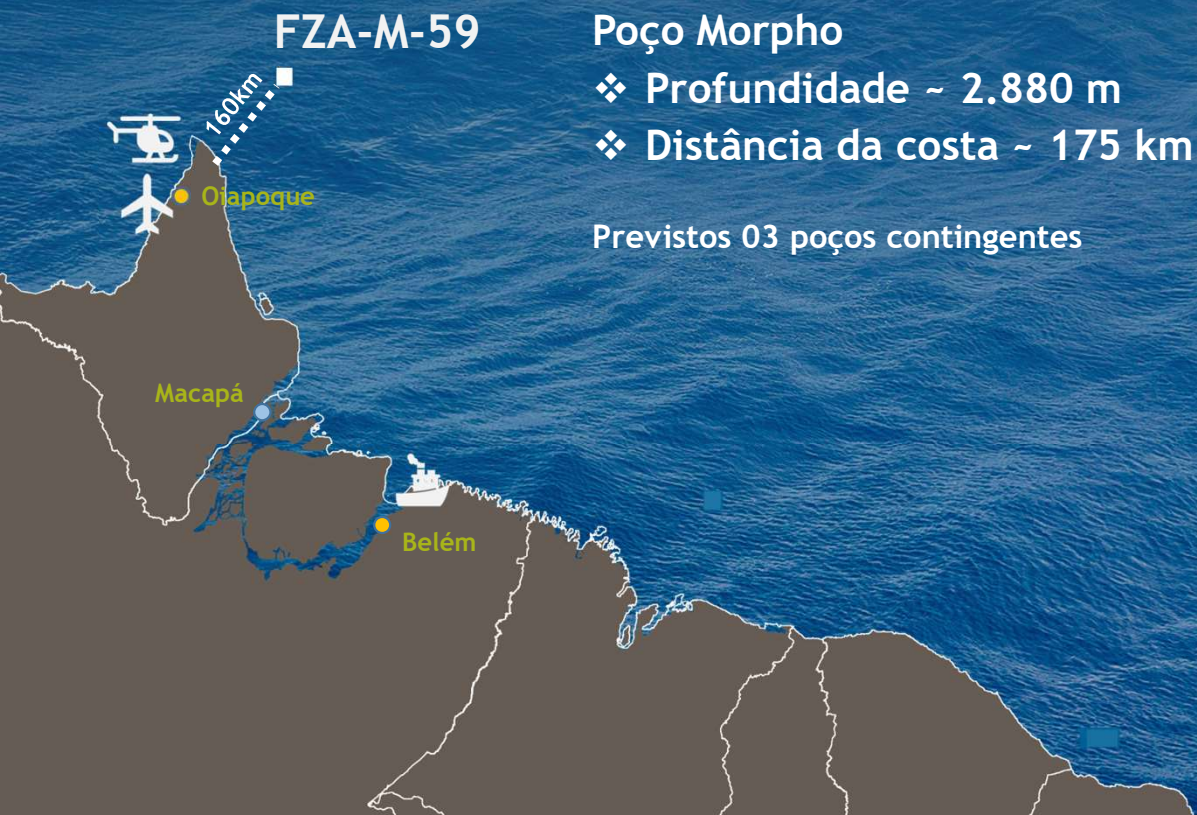 FZA-M-59
160km
Oiapoque
Macapá
Belém
Poço Morpho
❖ Profundidade ~ 2.880 m
❖ Distância da costa ~ 175 km
Previstos 03 poços contingentes